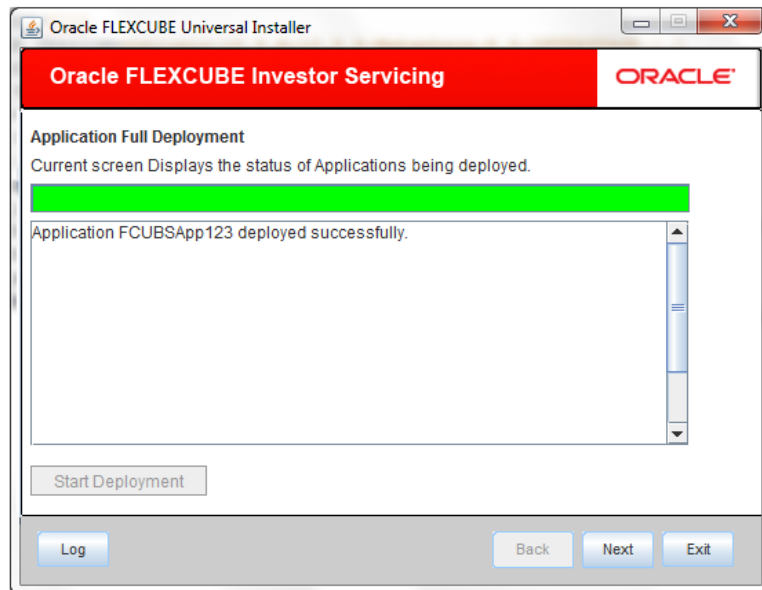 Oracle FLEXCUBE Universal Installer
Oracle FLEXCUBE Investor Servicing
ORACLE
Application Full Deployment
Current screen Displays the status of Applications being deployed.
Application FCUBSApp123 deployed successfully.
Start Deployment
Log Back Next Exit